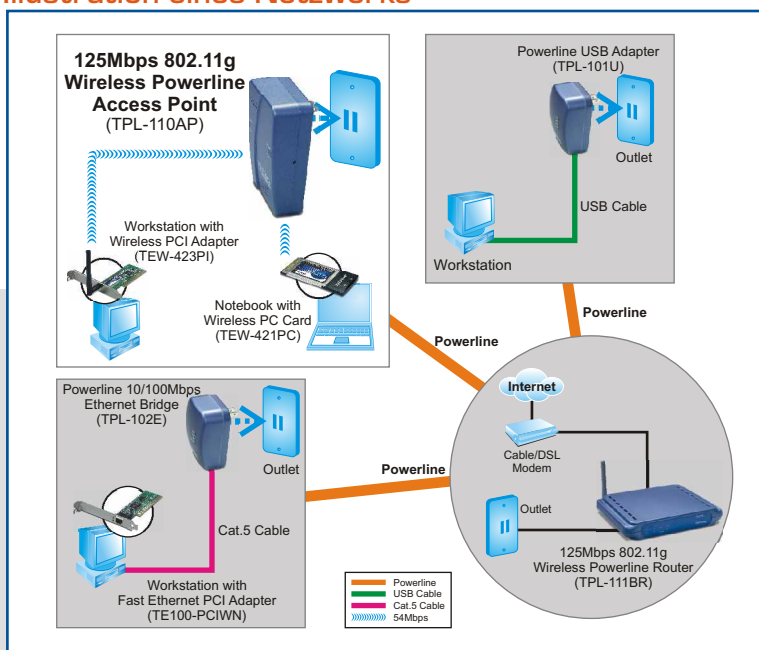 Illustration eines Netzwerks
125Mbps 802.11g
Wireless Powerline
Access Point
(TPL-110AP)
Workstation with
Wireless PCI Adapter
(TEW-423PI)
Notebook with
Wireless PC Card
(TEW-421PC)
Powerline USB Adapter
(TPL-101U)
Outlet
USB Cable
Workstation
Powerline
Powerline
Powerline 10/100Mbps
Ethernet Bridge
(TPL-102E)
Outlet
Cat.5 Cable
Workstation with
Fast Ethernet PCI Adapter
(TE100-PCIWN)
Powerline
Internet
Cable/DSL
Modem
Outlet
125Mbps 802.11g
Wireless Powerline Router
(TPL-111BR)
Powerline
USB Cable
Cat.5 Cable
54Mbps